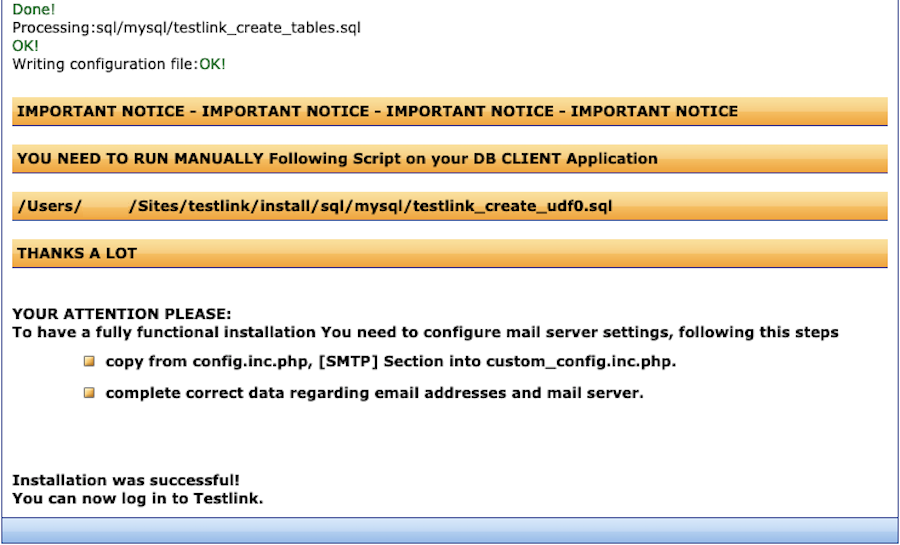 Done!
Processing:sql/mysql/testlink_create_tables.sql
OK!
Writing configuration file:OK!
IMPORTANT NOTICE - IMPORTANT NOTICE - IMPORTANT NOTICE - IMPORTANT NOTICE
YOU NEED TO RUN MANUALLY Following Script on your DB CLIENT Application
/Users/ /Sites/testlink/install/sql/mysql/testlink_create_udf0.sql
THANKS A LOT
YOUR ATTENTION PLEASE:
To have a fully functional installation You need to configure mail server settings, following this steps
copy from config.inc.php, [SMTP] Section into custom_config.inc.php.
complete correct data regarding email addresses and mail server.
Installation was successful!
You can now log in to Testlink.